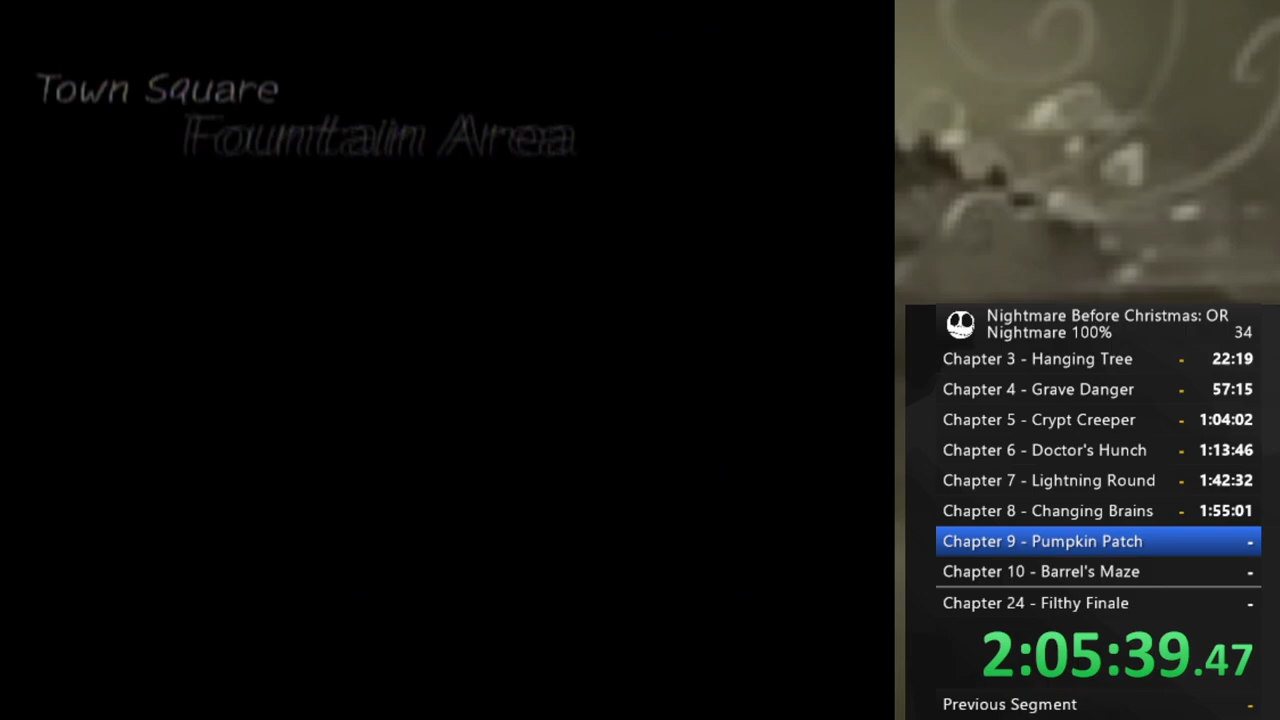 Town Square
Fountain Area
Nightmare Before Christmas: OR
Nightmare 100% 34
Chapter 3 - Hanging Tree - 22:19
Chapter 4 - Grave Danger - 57:15
Chapter 5 - Crypt Creeper - 1:04:02
Chapter 6 - Doctor's Hunch - 1:13:46
Chapter 7 - Lightning Round - 1:42:32
Chapter 8 - Changing Brains - 1:55:01
Chapter 9 - Pumpkin Patch -
Chapter 10 - Barrel's Maze -
Chapter 24 - Filthy Finale -
2:05:39.47
Previous Segment -